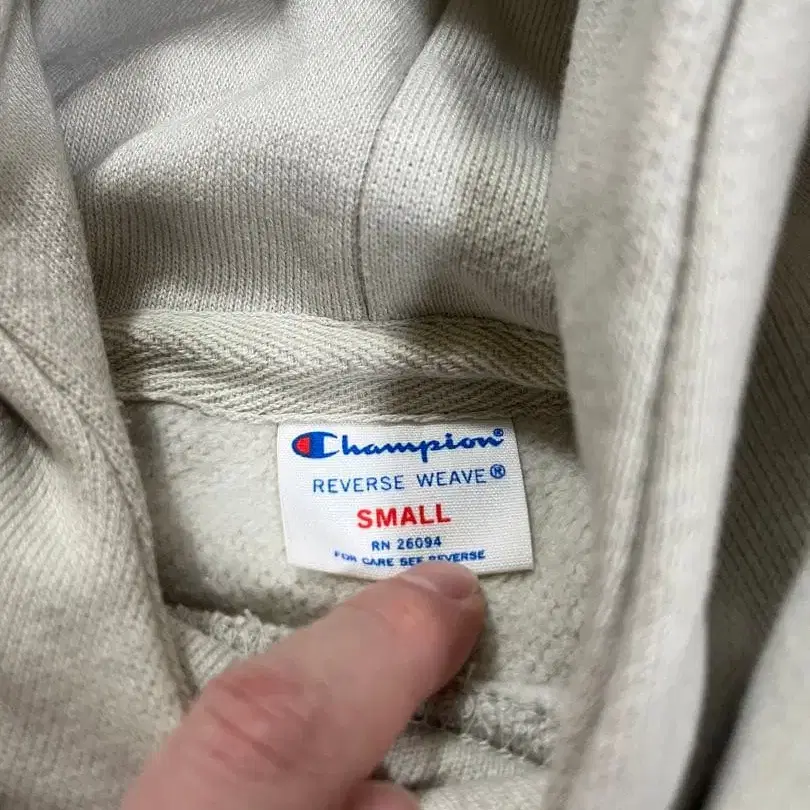 Champion®
REVERSE WEAVE®
SMALL
RN 26094
FOR CARE SEE REVERSE